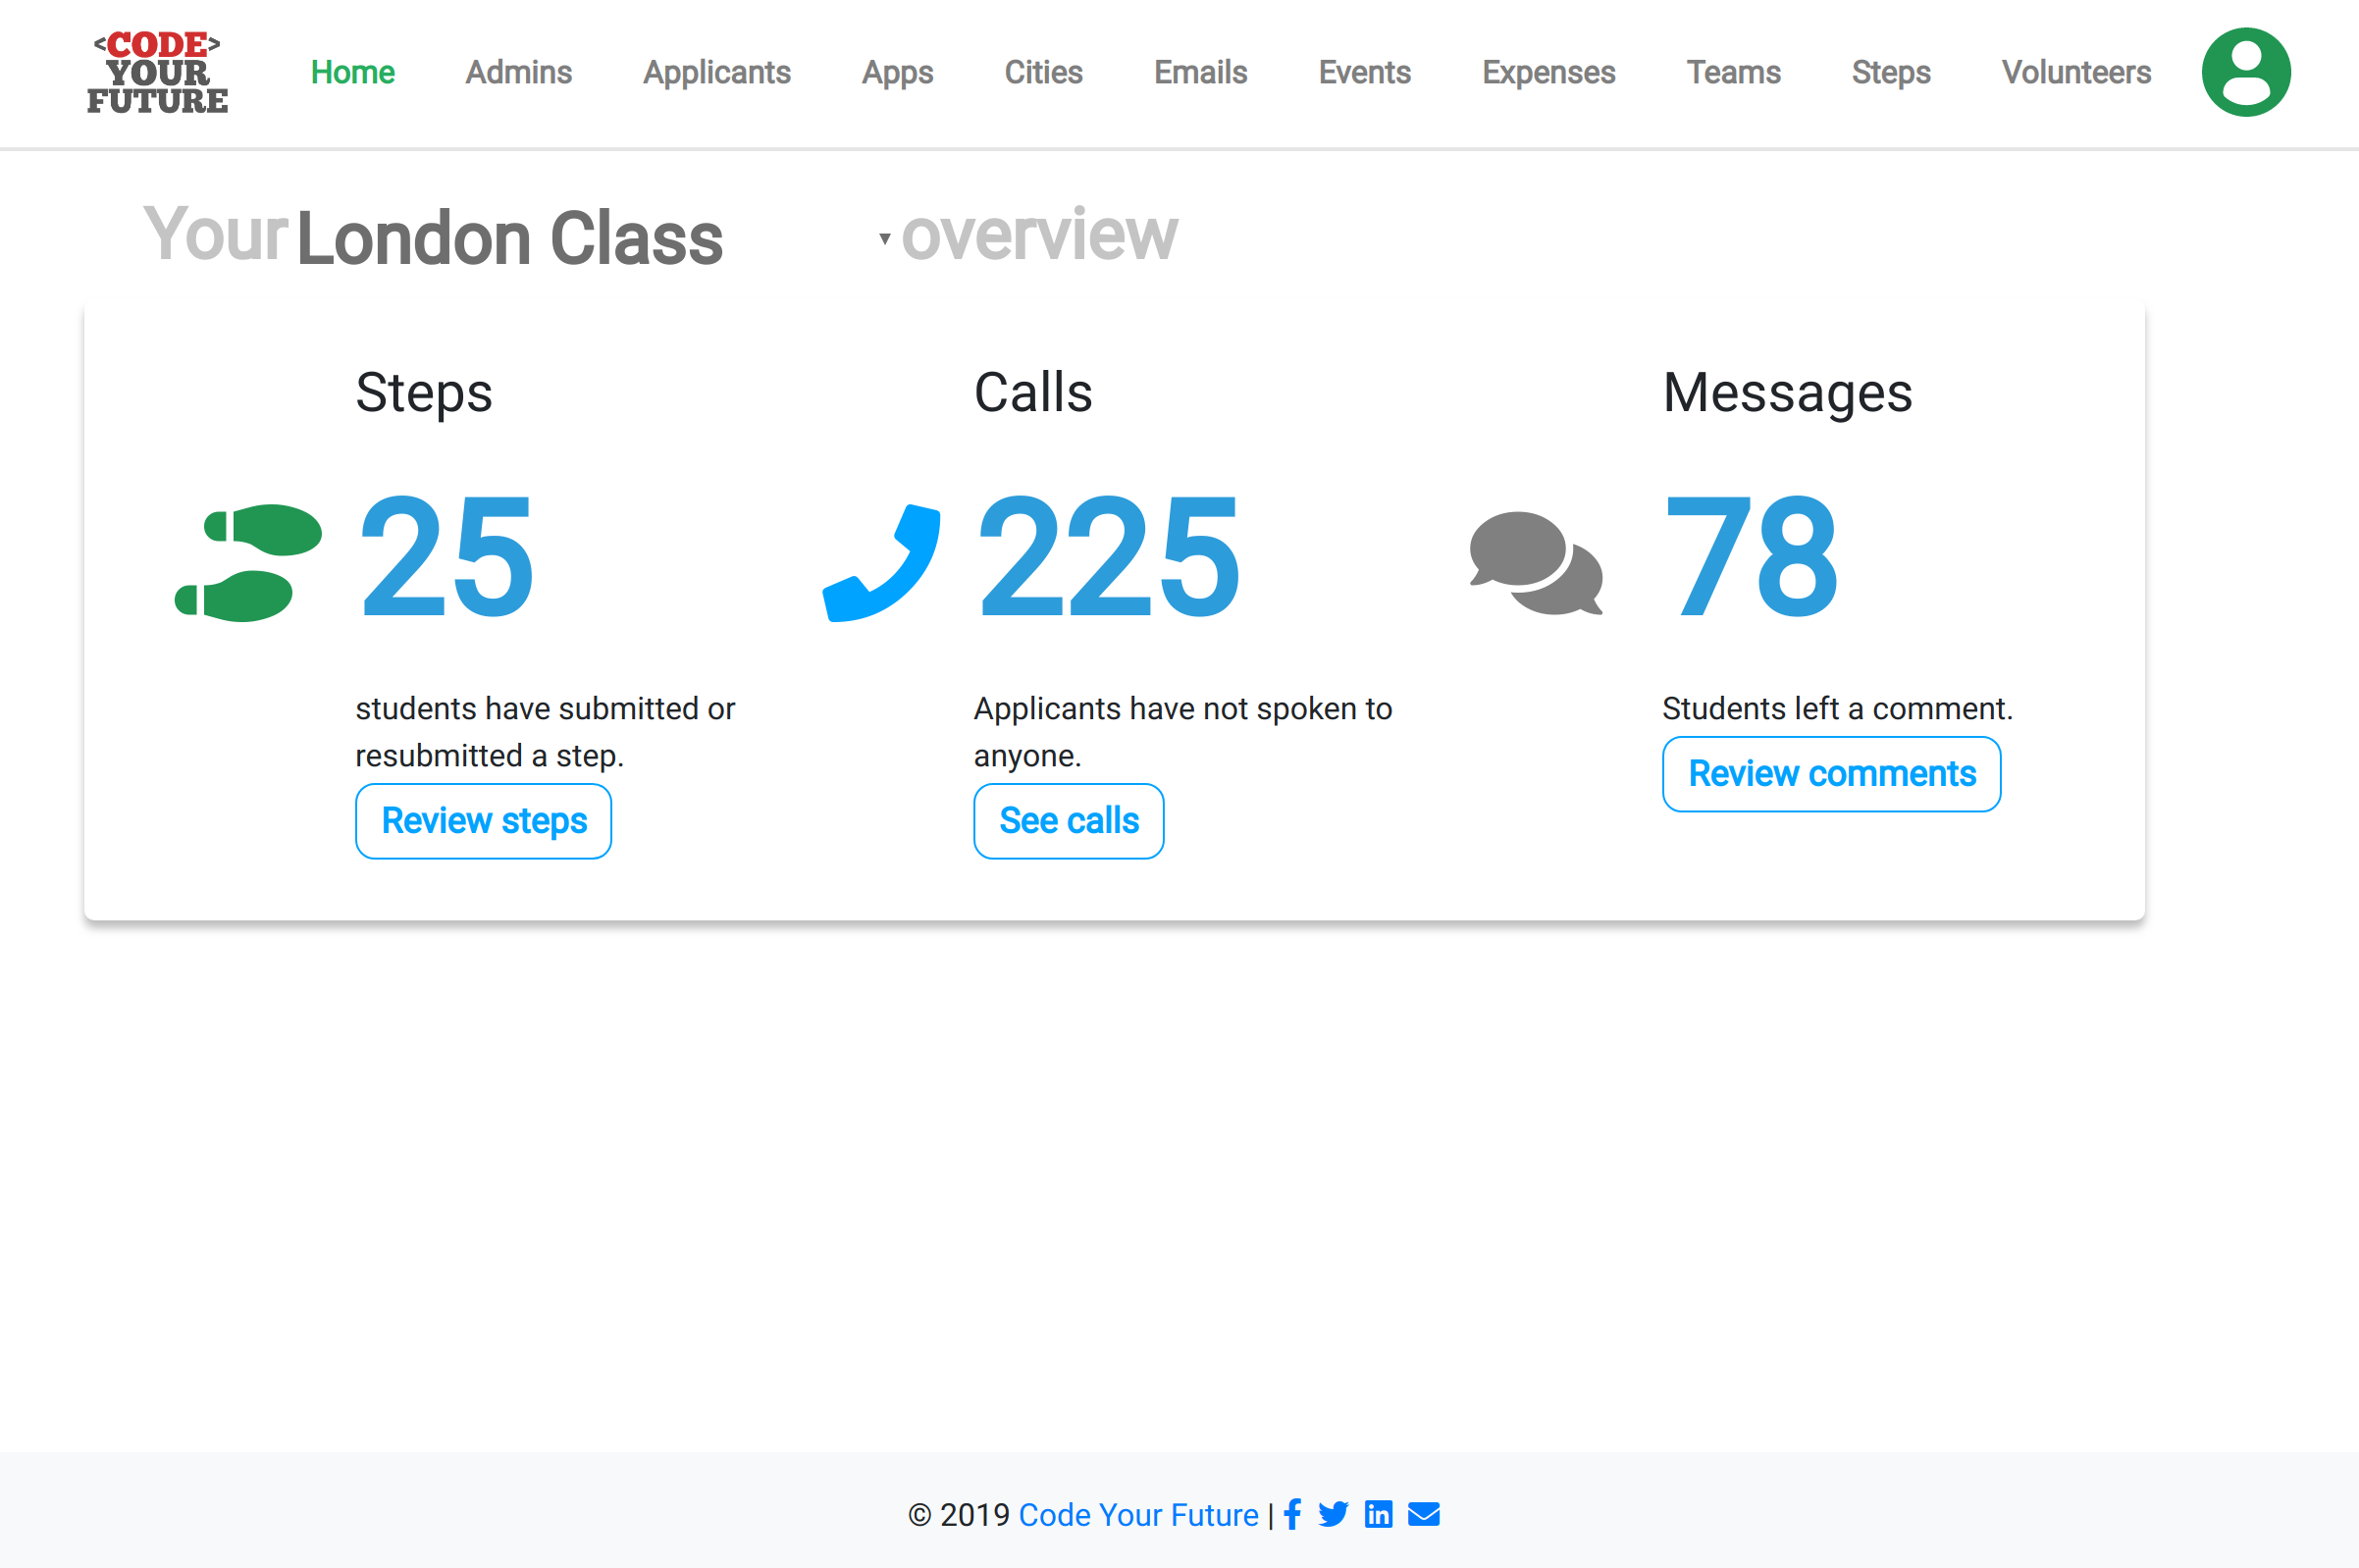 <CODE>
YOUR
FUTURE
Home Admins Applicants Apps Cities Emails Events Expenses Teams Steps Volunteers
Your London Class ▾ overview
Steps
25
students have submitted or
resubmitted a step.
Review steps
Calls
225
Applicants have not spoken to
anyone.
See calls
Messages
78
Students left a comment.
Review comments
© 2019 Code Your Future |